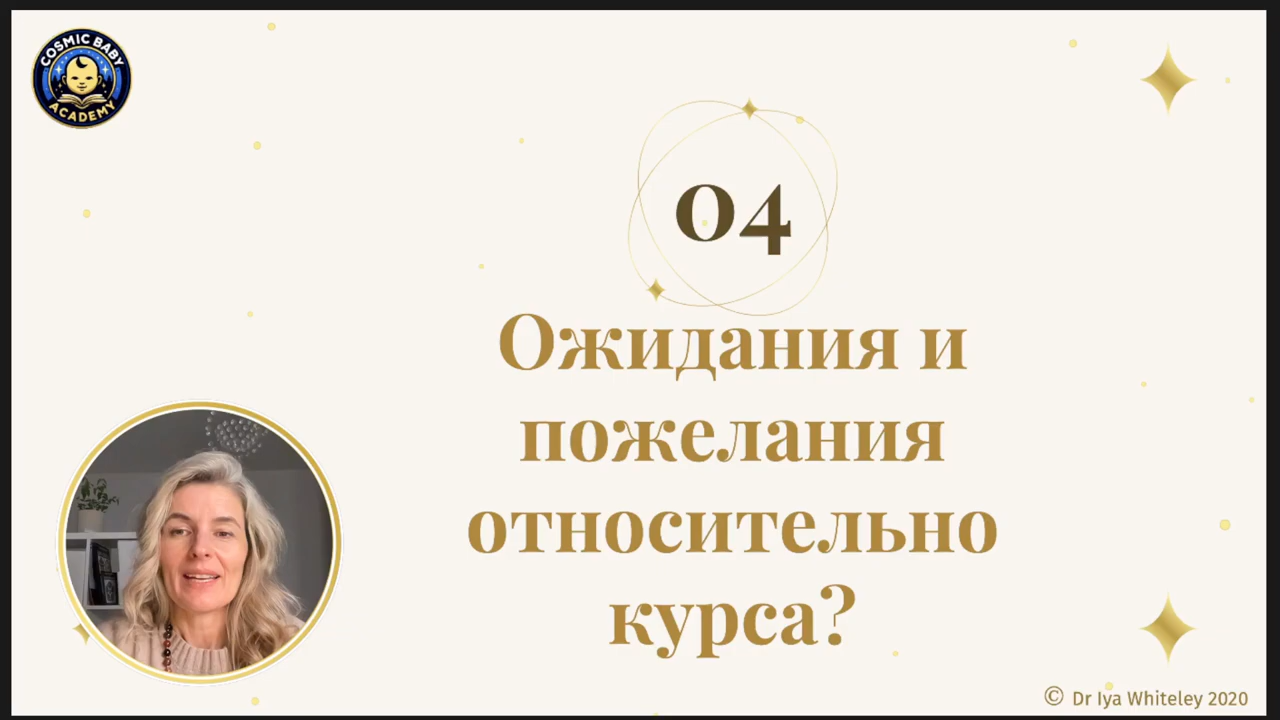 COSMIC BABY
ACADEMY
04
Ожидания и
пожелания
относительно
курса?
© Dr Iya Whiteley 2020